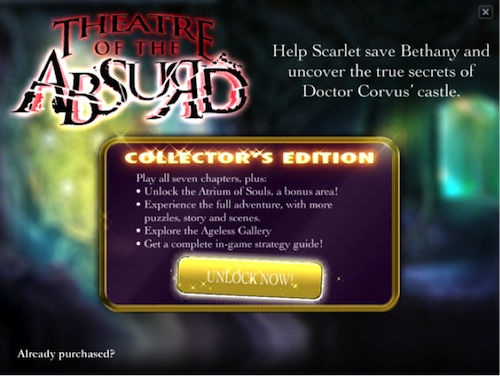 THEATRE
OF THE
ABSURD
Help Scarlet save Bethany and
uncover the true secrets of
Doctor Corvus' castle.
COLLECTOR'S EDITION
Play all seven chapters, plus:
• Unlock the Atrium of Souls, a bonus area!
• Experience the full adventure, with more
puzzles, story and scenes.
• Explore the Ageless Gallery
• Get a complete in-game strategy guide!
UNLOCK NOW!
Already purchased?